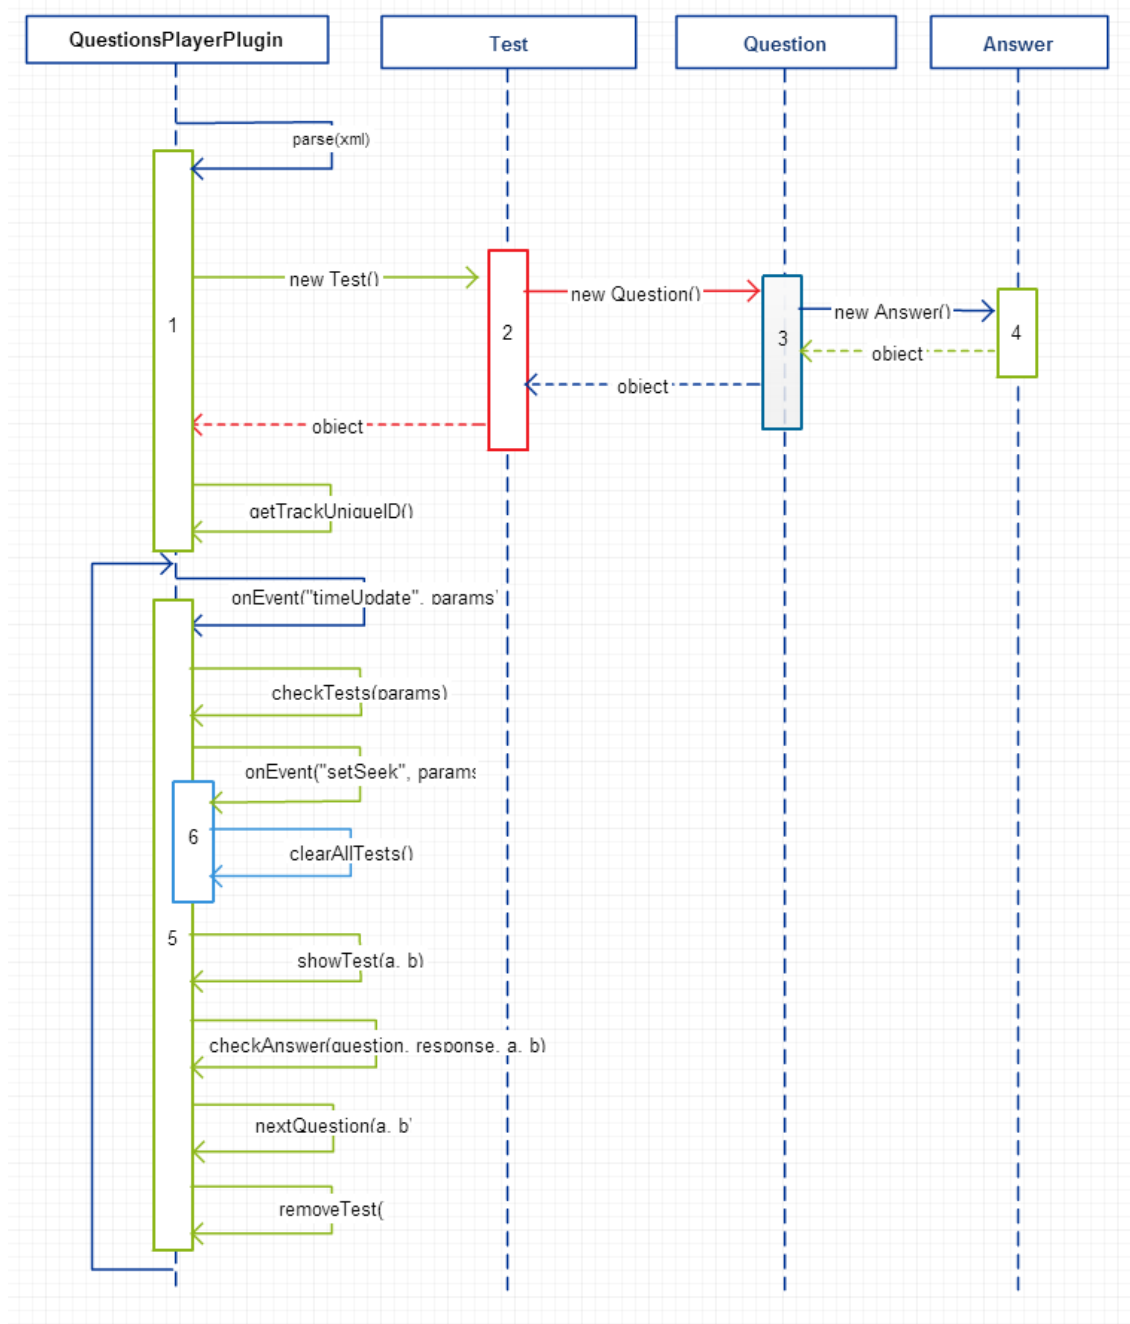 QuestionsPlayerPlugin
Test
Question
Answer
parse(xml)
new Test()
new Question()
new Answer()
1
2
3
4
object
object
object
getTrackUniqueID()
onEvent("timeUpdate", params)
checkTests(params)
onEvent("setSeek", params
6
clearAllTests()
5
showTest(a, b)
checkAnswer(question, response, a, b)
nextQuestion(a, b)
removeTest(